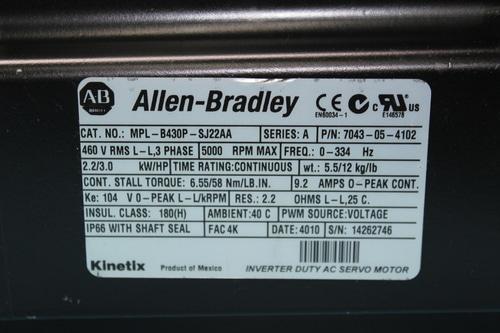 AB Allen-Bradley CE C c UR US
EN60034-1 E146578
CAT. NO.: MPL-B430P-SJ22AA SERIES: A P/N: 7043-05-4102
460 V RMS L-L,3 PHASE 5000 RPM MAX FREQ.: 0-334 Hz
2.2/3.0 kW/HP TIME RATING:CONTINUOUS wt.: 5.5/12 kg/lb
CONT. STALL TORQUE: 6.55/58 Nm/LB.IN. 9.2 AMPS 0-PEAK CONT.
Ke: 104 V 0-PEAK L-L/kRPM RES.: 2.2 OHMS L-L,25 C.
INSUL. CLASS: 180(H) AMBIENT:40 C PWM SOURCE:VOLTAGE
IP66 WITH SHAFT SEAL FAC 4K DATE: 4010 S/N: 14262746
Kinetix Product of Mexico INVERTER DUTY AC SERVO MOTOR